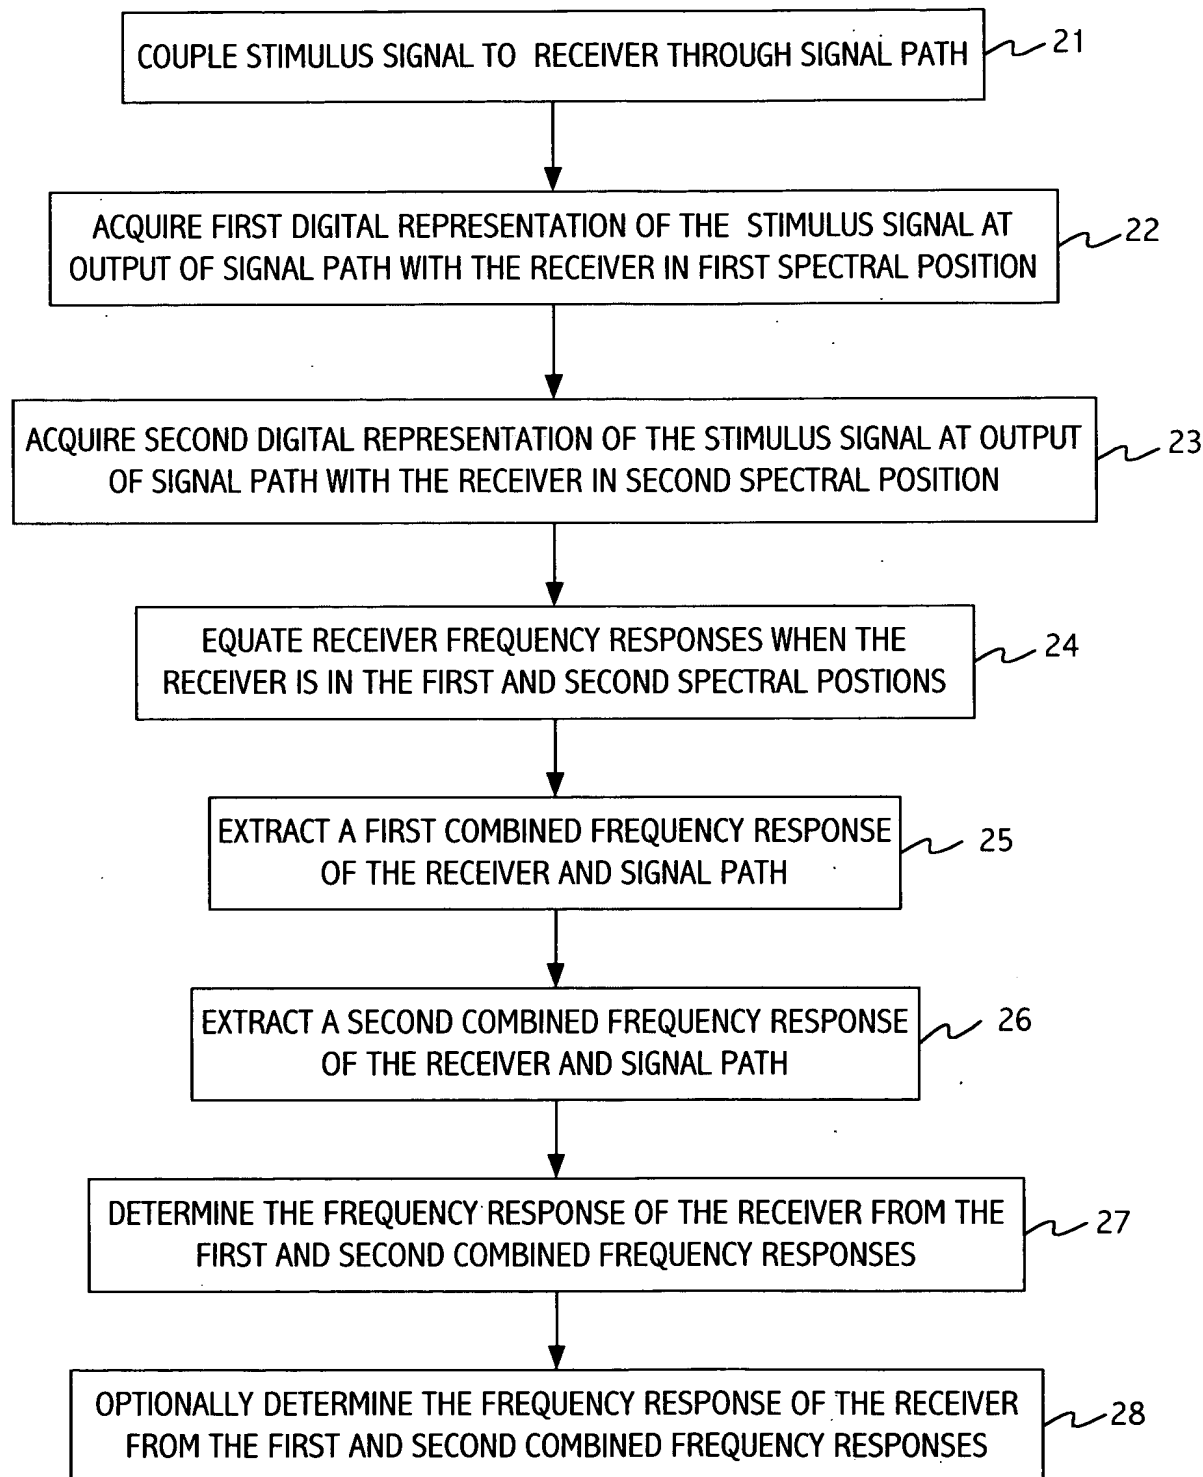 COUPLE STIMULUS SIGNAL TO RECEIVER THROUGH SIGNAL PATH
21
ACQUIRE FIRST DIGITAL REPRESENTATION OF THE STIMULUS SIGNAL AT
OUTPUT OF SIGNAL PATH WITH THE RECEIVER IN FIRST SPECTRAL POSITION
22
ACQUIRE SECOND DIGITAL REPRESENTATION OF THE STIMULUS SIGNAL AT OUTPUT
OF SIGNAL PATH WITH THE RECEIVER IN SECOND SPECTRAL POSITION
23
EQUATE RECEIVER FREQUENCY RESPONSES WHEN THE
RECEIVER IS IN THE FIRST AND SECOND SPECTRAL POSTIONS
24
EXTRACT A FIRST COMBINED FREQUENCY RESPONSE
OF THE RECEIVER AND SIGNAL PATH
25
EXTRACT A SECOND COMBINED FREQUENCY RESPONSE
OF THE RECEIVER AND SIGNAL PATH
26
DETERMINE THE FREQUENCY RESPONSE OF THE RECEIVER FROM THE
FIRST AND SECOND COMBINED FREQUENCY RESPONSES
27
OPTIONALLY DETERMINE THE FREQUENCY RESPONSE OF THE RECEIVER
FROM THE FIRST AND SECOND COMBINED FREQUENCY RESPONSES
28